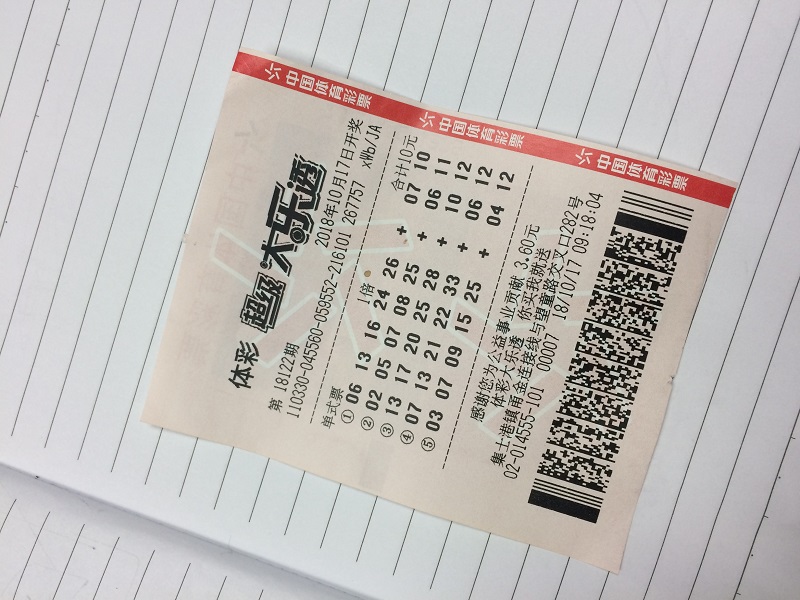 中国体育彩票 中国体育彩票 中国体育彩票
体彩 超级大乐透
第 18122期 2018年10月17日开奖
110330-045560-059552-216101 267757 xWb/JA
单式票 1倍 合计10元
① 06 13 16 24 26 + 07 10
② 02 05 07 08 25 + 06 11
③ 13 17 20 25 28 + 10 12
④ 07 13 21 22 33 + 06 12
⑤ 03 07 09 15 25 + 04 12
感谢您为公益事业贡献 3.60元
体彩大乐透 你买我就送
集士港镇甬金连接线与望童路交叉口282号
02-014555-101 00007 18/10/17 09:18:04